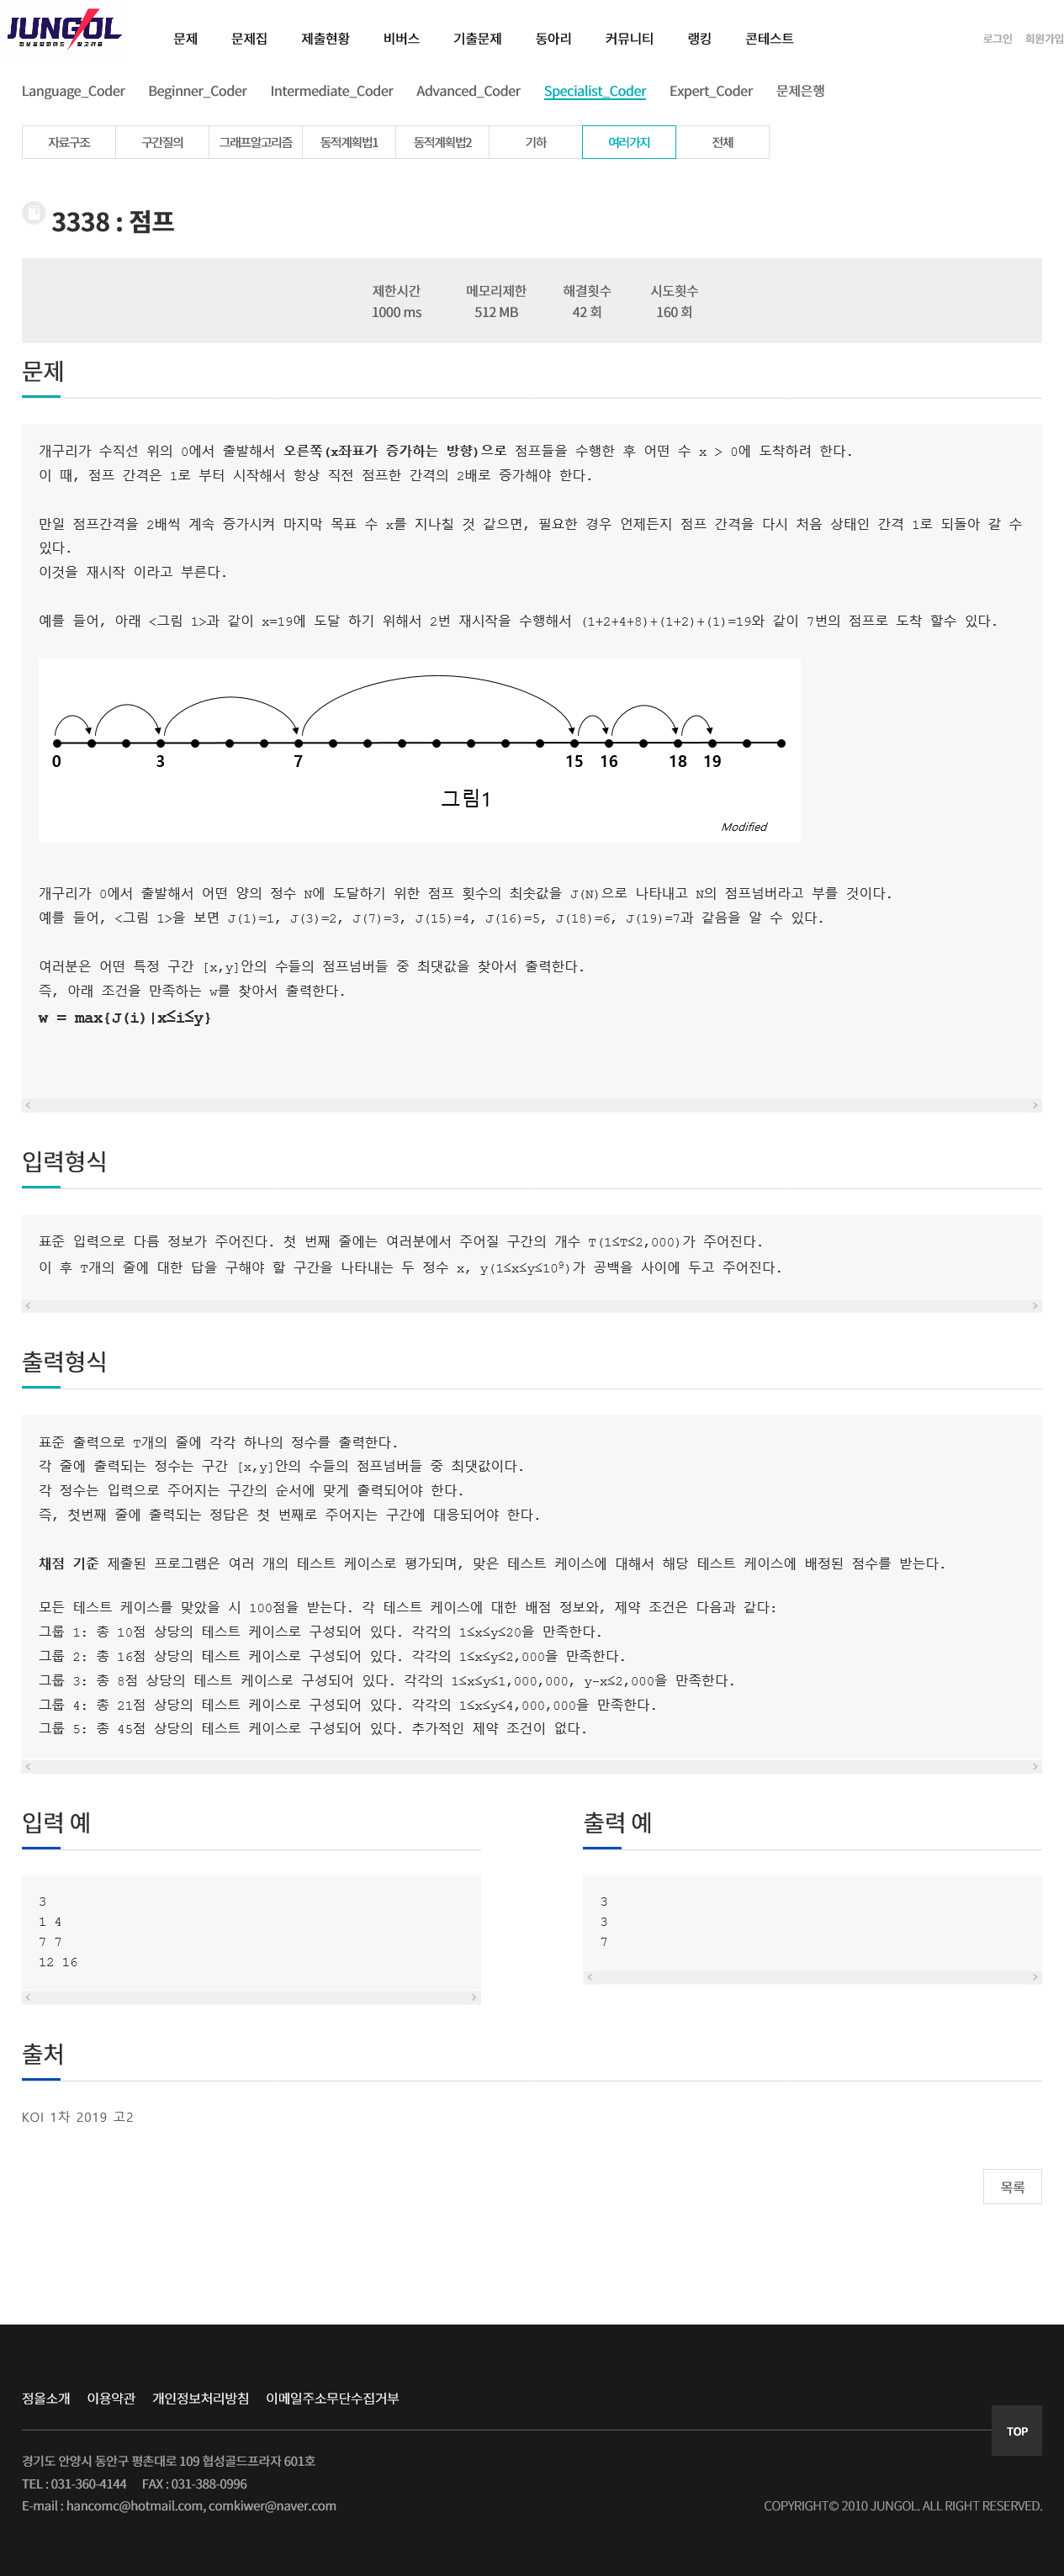 JUNGOL
정보올림피아드 알고리즘
문제 문제집 제출현황 비버스 기출문제 동아리 커뮤니티 랭킹 콘테스트 로그인 회원가입
Language_Coder Beginner_Coder Intermediate_Coder Advanced_Coder Specialist_Coder Expert_Coder 문제은행
자료구조 구간질의 그래프알고리즘 동적계획법1 동적계획법2 기하 여러가지 전체
3338 : 점프
제한시간 메모리제한 해결횟수 시도횟수
1000 ms 512 MB 42 회 160 회
문제
개구리가 수직선 위의 0에서 출발해서 오른쪽(x좌표가 증가하는 방향)으로 점프들을 수행한 후 어떤 수 x > 0에 도착하려 한다.
이 때, 점프 간격은 1로 부터 시작해서 항상 직전 점프한 간격의 2배로 증가해야 한다.
만일 점프간격을 2배씩 계속 증가시켜 마지막 목표 수 x를 지나칠 것 같으면, 필요한 경우 언제든지 점프 간격을 다시 처음 상태인 간격 1로 되돌아 갈 수
있다.
이것을 재시작 이라고 부른다.
예를 들어, 아래 <그림 1>과 같이 x=19에 도달 하기 위해서 2번 재시작을 수행해서 (1+2+4+8)+(1+2)+(1)=19와 같이 7번의 점프로 도착 할수 있다.
0 3 7 15 16 18 19
그림1
Modified
개구리가 0에서 출발해서 어떤 양의 정수 N에 도달하기 위한 점프 횟수의 최솟값을 J(N)으로 나타내고 N의 점프넘버라고 부를 것이다.
예를 들어, <그림 1>을 보면 J(1)=1, J(3)=2, J(7)=3, J(15)=4, J(16)=5, J(18)=6, J(19)=7과 같음을 알 수 있다.
여러분은 어떤 특정 구간 [x,y]안의 수들의 점프넘버들 중 최댓값을 찾아서 출력한다.
즉, 아래 조건을 만족하는 w를 찾아서 출력한다.
w = max{J(i)|x≤i≤y}
입력형식
표준 입력으로 다름 정보가 주어진다. 첫 번째 줄에는 여러분에서 주어질 구간의 개수 T(1≤T≤2,000)가 주어진다.
이 후 T개의 줄에 대한 답을 구해야 할 구간을 나타내는 두 정수 x, y(1≤x≤y≤10⁹)가 공백을 사이에 두고 주어진다.
출력형식
표준 출력으로 T개의 줄에 각각 하나의 정수를 출력한다.
각 줄에 출력되는 정수는 구간 [x,y]안의 수들의 점프넘버들 중 최댓값이다.
각 정수는 입력으로 주어지는 구간의 순서에 맞게 출력되어야 한다.
즉, 첫번째 줄에 출력되는 정답은 첫 번째로 주어지는 구간에 대응되어야 한다.
채점 기준 제출된 프로그램은 여러 개의 테스트 케이스로 평가되며, 맞은 테스트 케이스에 대해서 해당 테스트 케이스에 배정된 점수를 받는다.
모든 테스트 케이스를 맞았을 시 100점을 받는다. 각 테스트 케이스에 대한 배점 정보와, 제약 조건은 다음과 같다:
그룹 1: 총 10점 상당의 테스트 케이스로 구성되어 있다. 각각의 1≤x≤y≤20을 만족한다.
그룹 2: 총 16점 상당의 테스트 케이스로 구성되어 있다. 각각의 1≤x≤y≤2,000을 만족한다.
그룹 3: 총 8점 상당의 테스트 케이스로 구성되어 있다. 각각의 1≤x≤y≤1,000,000, y-x≤2,000을 만족한다.
그룹 4: 총 21점 상당의 테스트 케이스로 구성되어 있다. 각각의 1≤x≤y≤4,000,000을 만족한다.
그룹 5: 총 45점 상당의 테스트 케이스로 구성되어 있다. 추가적인 제약 조건이 없다.
입력 예
3
1 4
7 7
12 16
출력 예
3
3
7
출처
KOI 1차 2019 고2
목록
정올소개 이용약관 개인정보처리방침 이메일주소무단수집거부
TOP
경기도 안양시 동안구 평촌대로 109 협성골드프라자 601호
TEL : 031-360-4144 FAX : 031-388-0996
E-mail : hancomc@hotmail.com, comkiwer@naver.com COPYRIGHT© 2010 JUNGOL. ALL RIGHT RESERVED.